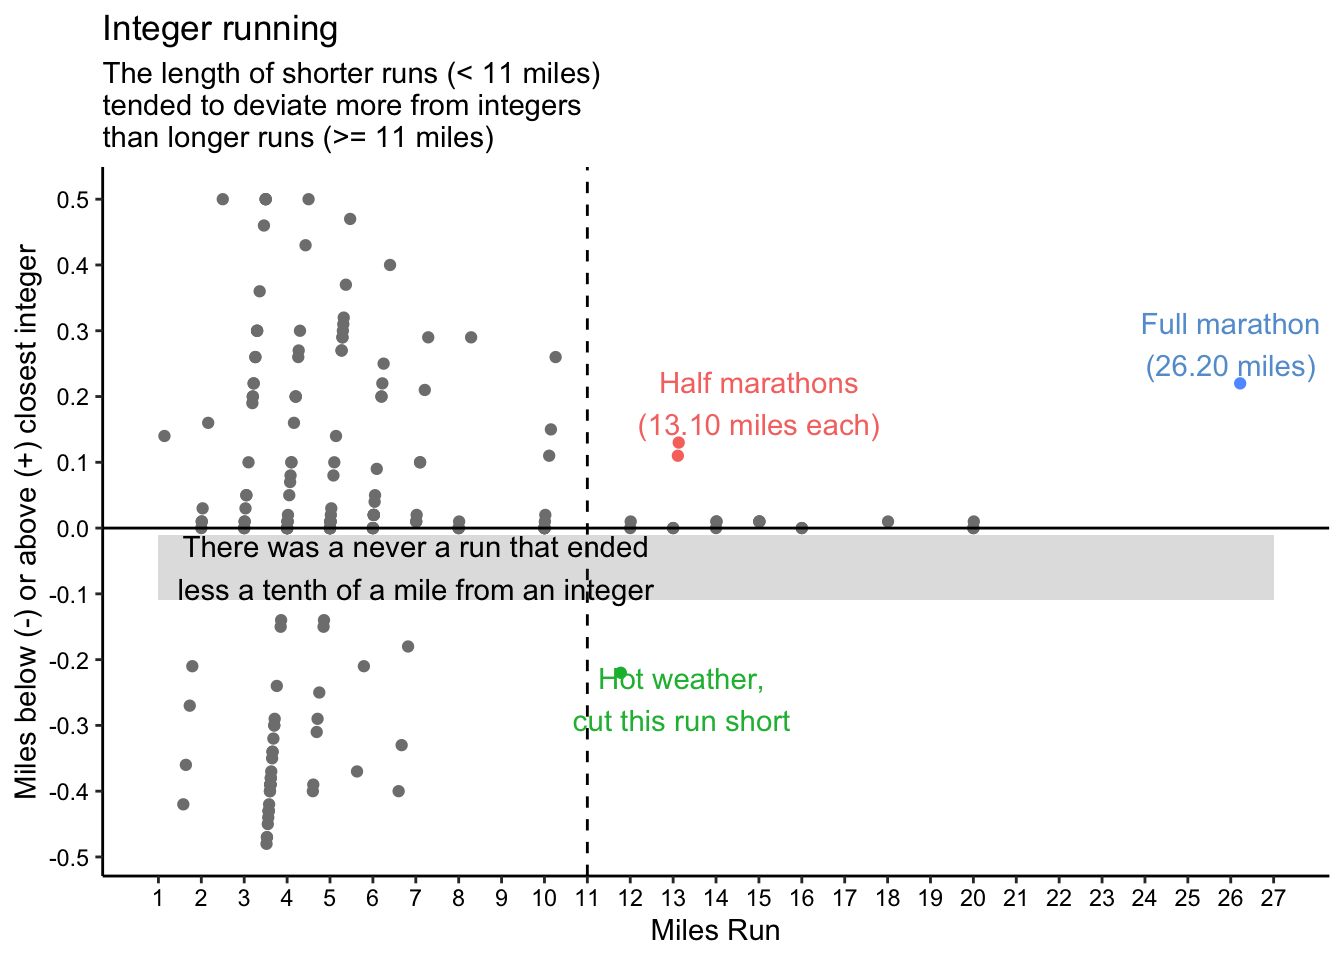 Integer running
The length of shorter runs (< 11 miles)
tended to deviate more from integers
than longer runs (>= 11 miles)
Miles below (-) or above (+) closest integer
0.5
0.4
0.3
0.2
0.1
0.0
-0.1
-0.2
-0.3
-0.4
-0.5
Full marathon
(26.20 miles)
Half marathons
(13.10 miles each)
There was a never a run that ended
less a tenth of a mile from an integer
Hot weather,
cut this run short
1 2 3 4 5 6 7 8 9 10 11 12 13 14 15 16 17 18 19 20 21 22 23 24 25 26 27
Miles Run